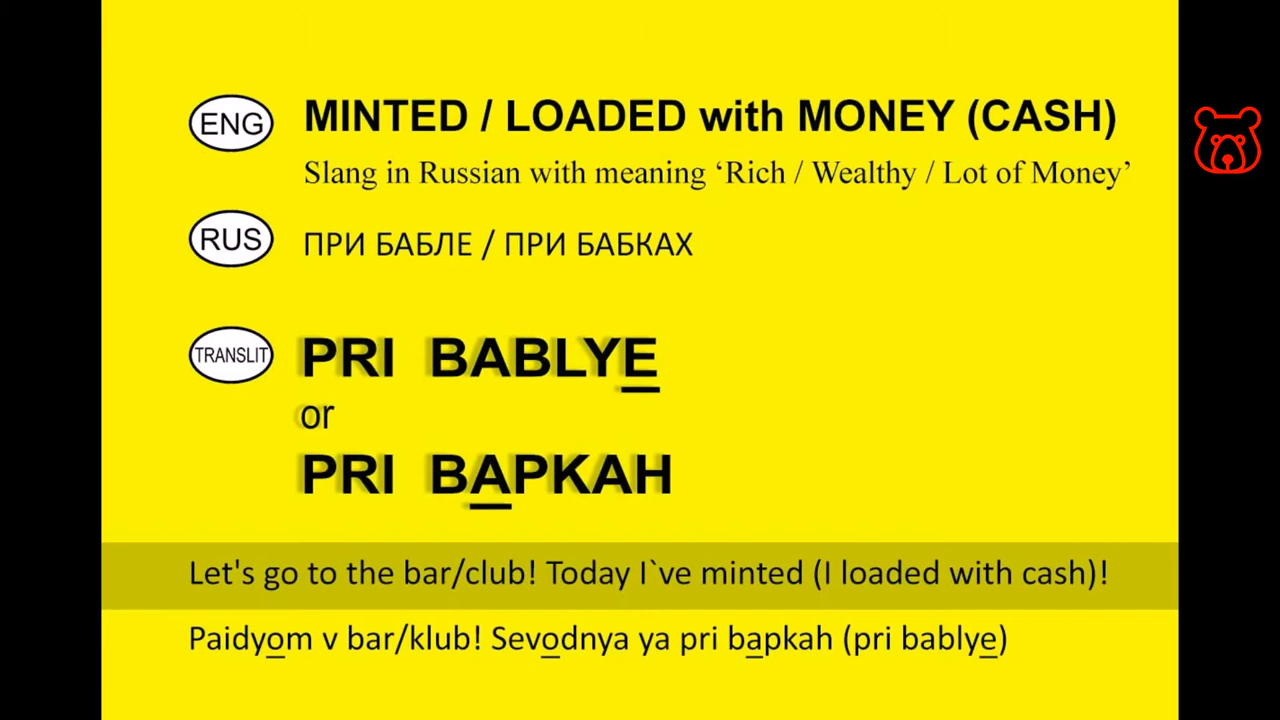 ENG MINTED / LOADED with MONEY (CASH)
Slang in Russian with meaning ‘Rich / Wealthy / Lot of Money’
RUS ПРИ БАБЛЕ / ПРИ БАБКАХ
TRANSLIT PRI BABLYE
or
PRI BAPKAH
Let's go to the bar/club! Today I`ve minted (I loaded with cash)!
Paidyom v bar/klub! Sevodnya ya pri bapkah (pri bablye)